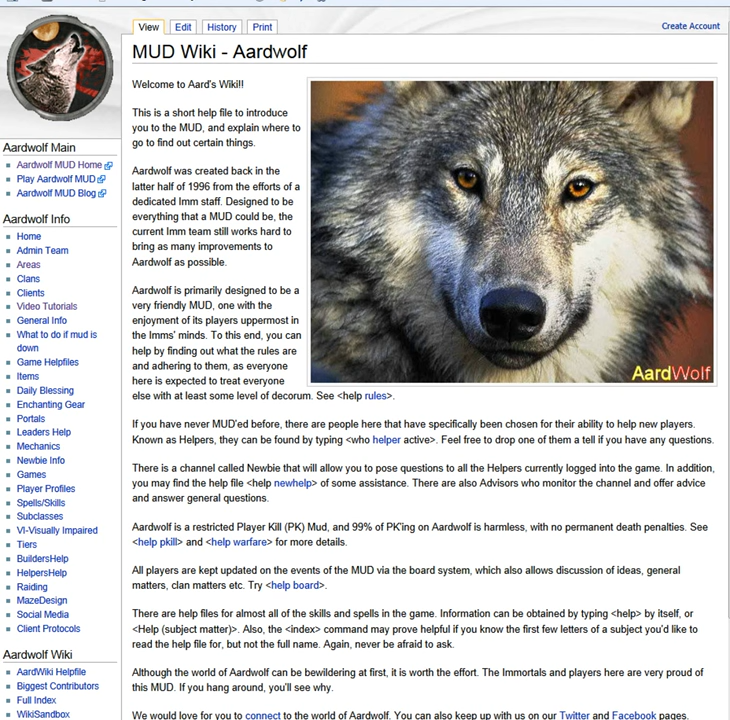 View
Edit
History
Print
Create Account
MUD Wiki - Aardwolf
Aardwolf Main
Aardwolf MUD Home
Play Aardwolf MUD
Aardwolf MUD Blog
Aardwolf Info
Home
Admin Team
Areas
Clans
Clients
Video Tutorials
General Info
What to do if mud is
down
Game Helpfiles
Items
Daily Blessing
Enchanting Gear
Portals
Leaders Help
Mechanics
Newbie Info
Games
Player Profiles
Spells/Skills
Subclasses
VI-Visually Impaired
Tiers
BuildersHelp
HelpersHelp
Raiding
MazeDesign
Social Media
Client Protocols
AardWiki
AardWiki Helpfile
Biggest Contributors
Full Index
WikiSandbox
Welcome to Aard's Wiki!!
This is a short help file to introduce
you to the MUD, and explain where to
go to find out certain things.
Aardwolf was created back in the
latter half of 1996 from the efforts of a
dedicated Imm staff. Designed to be
everything that a MUD could be, the
current Imm team still works hard to
bring as many improvements to
Aardwolf as possible.
Aardwolf is primarily designed to be a
very friendly MUD, one with the
enjoyment of its players uppermost in
the Imms' minds. To this end, you can
help by finding out what the rules are
and adhering to them, as everyone
here is expected to treat everyone
else with at least some level of decorum. See <help rules>.
AardWolf
If you have never MUD'ed before, there are people here that have specifically been chosen for their ability to help new players.
Known as Helpers, they can be found by typing <who helper active>. Feel free to drop one of them a tell if you have any questions.
There is a channel called Newbie that will allow you to pose questions to all the Helpers currently logged into the game. In addition,
you may find the help file <help newhelp> of some assistance. There are also Advisors who monitor the channel and offer advice
and answer general questions.
Aardwolf is a restricted Player Kill (PK) Mud, and 99% of PK'ing on Aardwolf is harmless, with no permanent death penalties. See
<help pkill> and <help warfare> for more details.
All players are kept updated on the events of the MUD via the board system, which also allows discussion of ideas, general
matters, clan matters etc. Try <help board>.
There are help files for almost all of the skills and spells in the game. Information can be obtained by typing <help> by itself, or
<Help (subject matter)>. Also, the <index> command may prove helpful if you know the first few letters of a subject you'd like to
read the help file for, but not the full name. Again, never be afraid to ask.
Although the world of Aardwolf can be bewildering at first, it is worth the effort. The Immortals and players here are very proud of
this MUD. If you hang around, you'll see why.
We would love for you to connect to the world of Aardwolf. You can also keep up with us on our Twitter and Facebook pages.